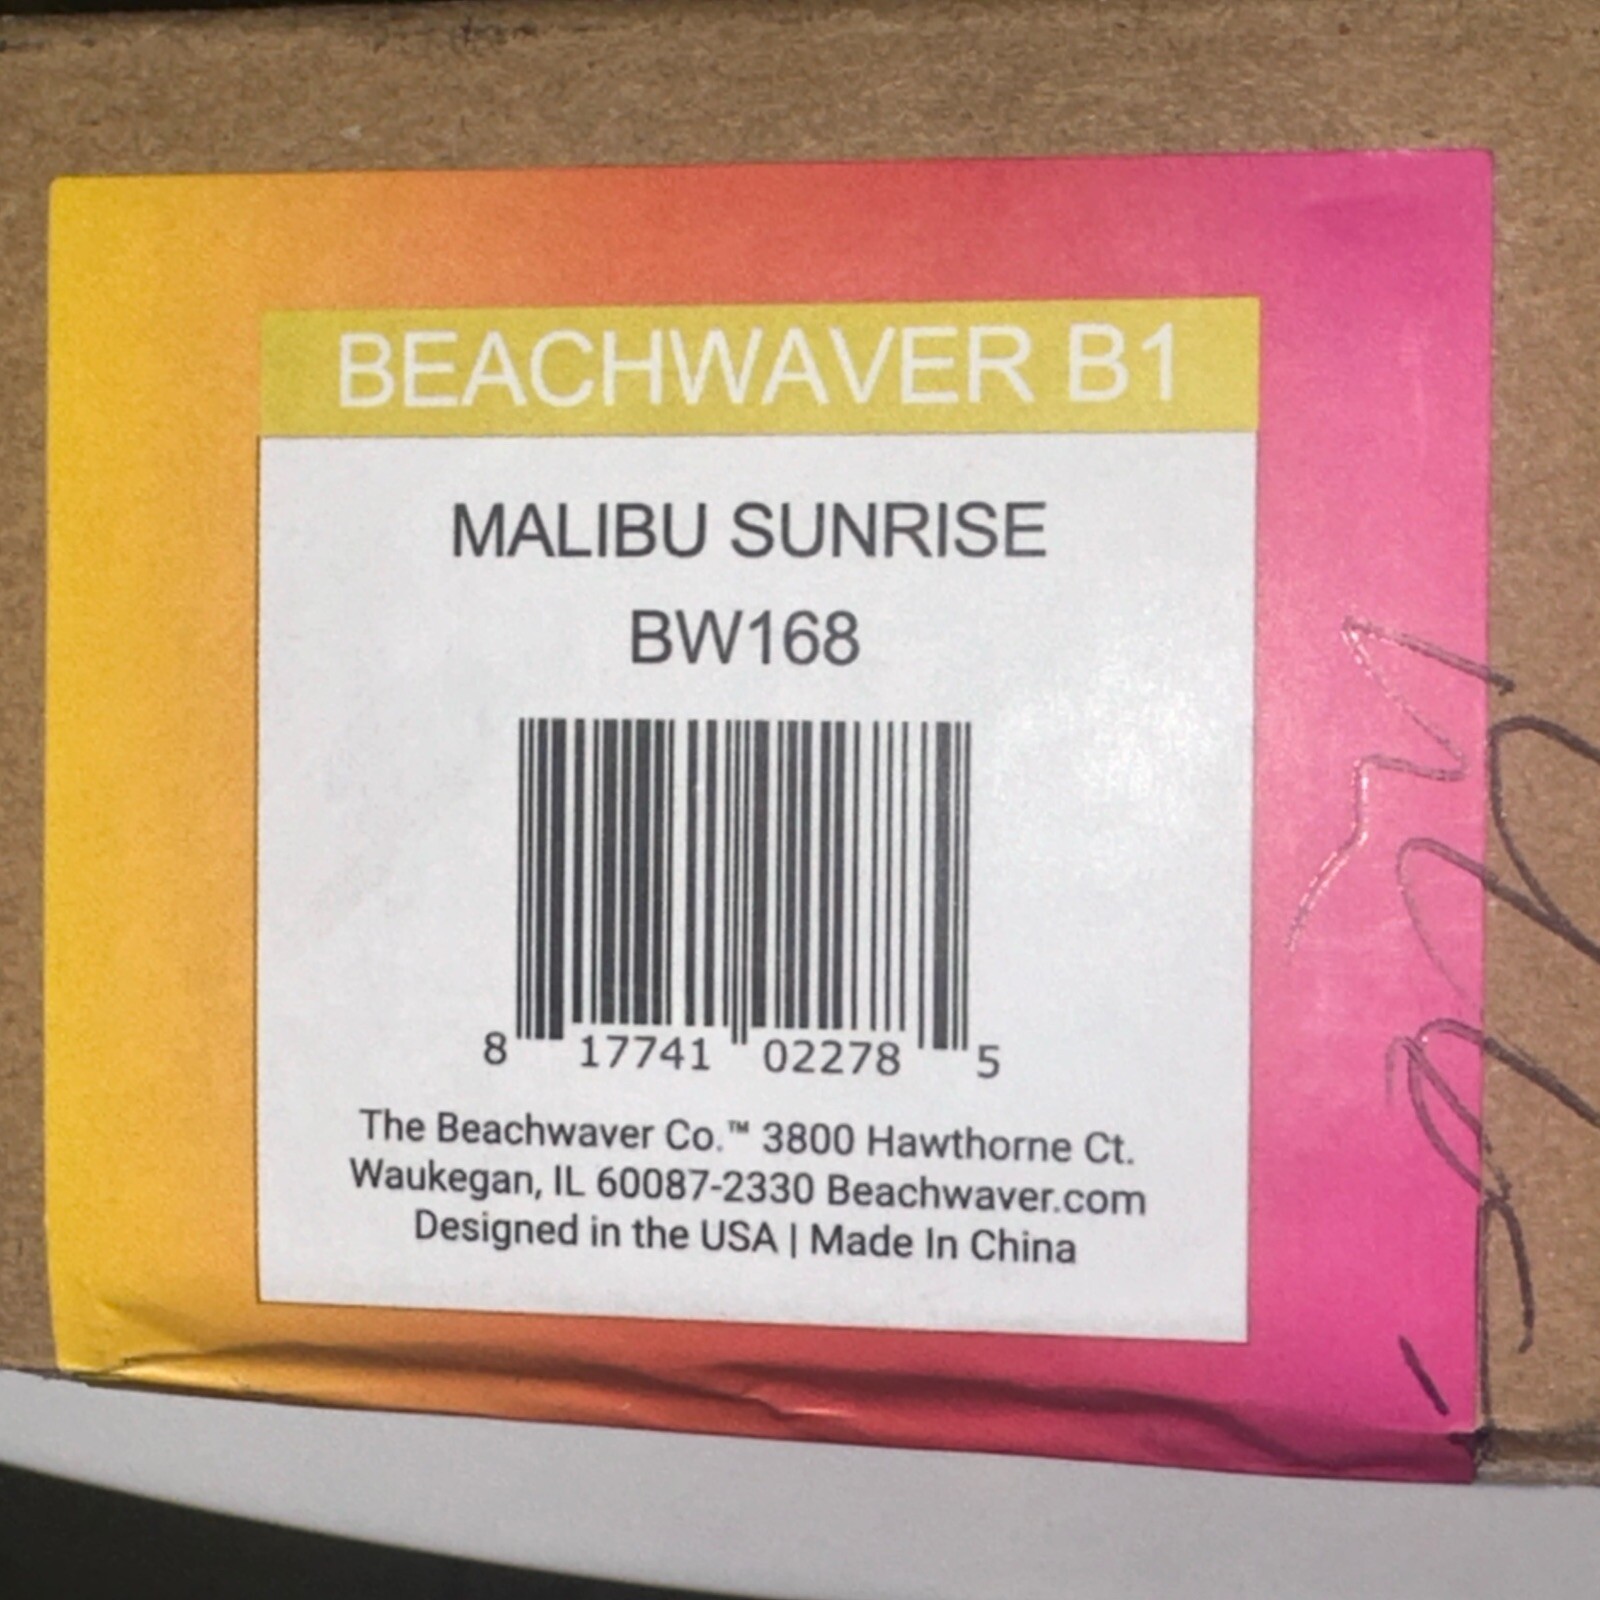 BEACHWAVER B1
MALIBU SUNRISE
BW168
8 17741 02278 5
The Beachwaver Co.™ 3800 Hawthorne Ct.
Waukegan, IL 60087-2330 Beachwaver.com
Designed in the USA | Made In China